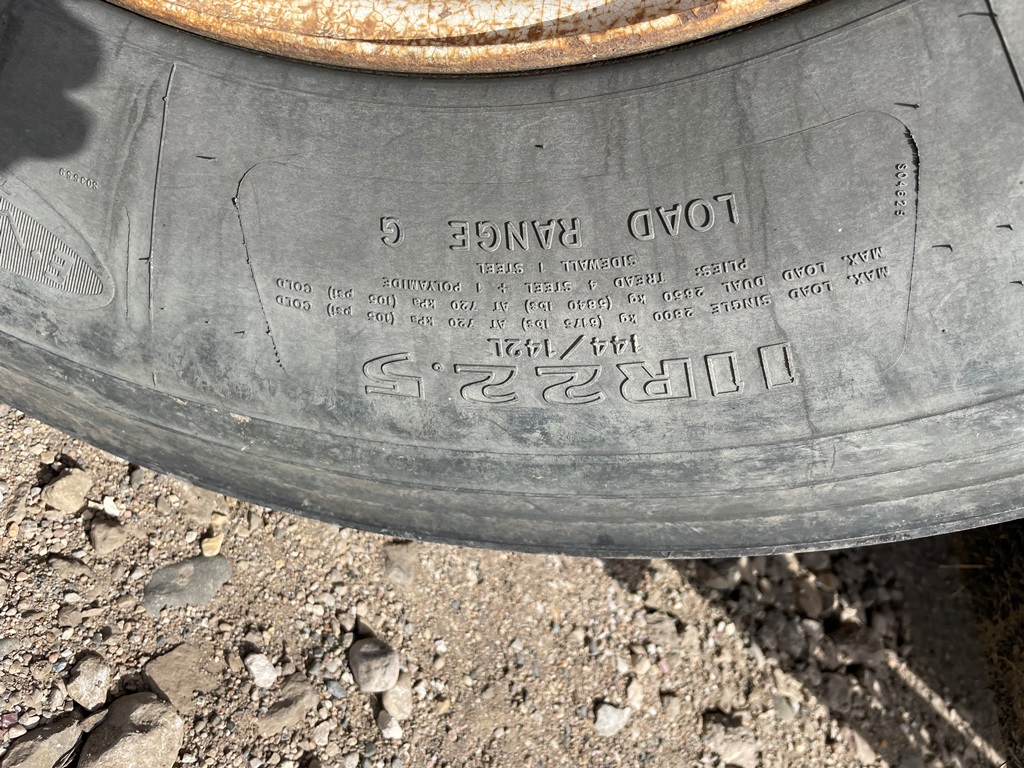 11R22.5
144/142L
MAX. LOAD SINGLE 2800 kg (6175 lbs) AT 720 kPa (105 psi) COLD
MAX. LOAD DUAL 2650 kg (5840 lbs) AT 720 kPa (105 psi) COLD
PLIES: TREAD 4 STEEL + 1 POLYAMIDE
SIDEWALL 1 STEEL
LOAD RANGE G